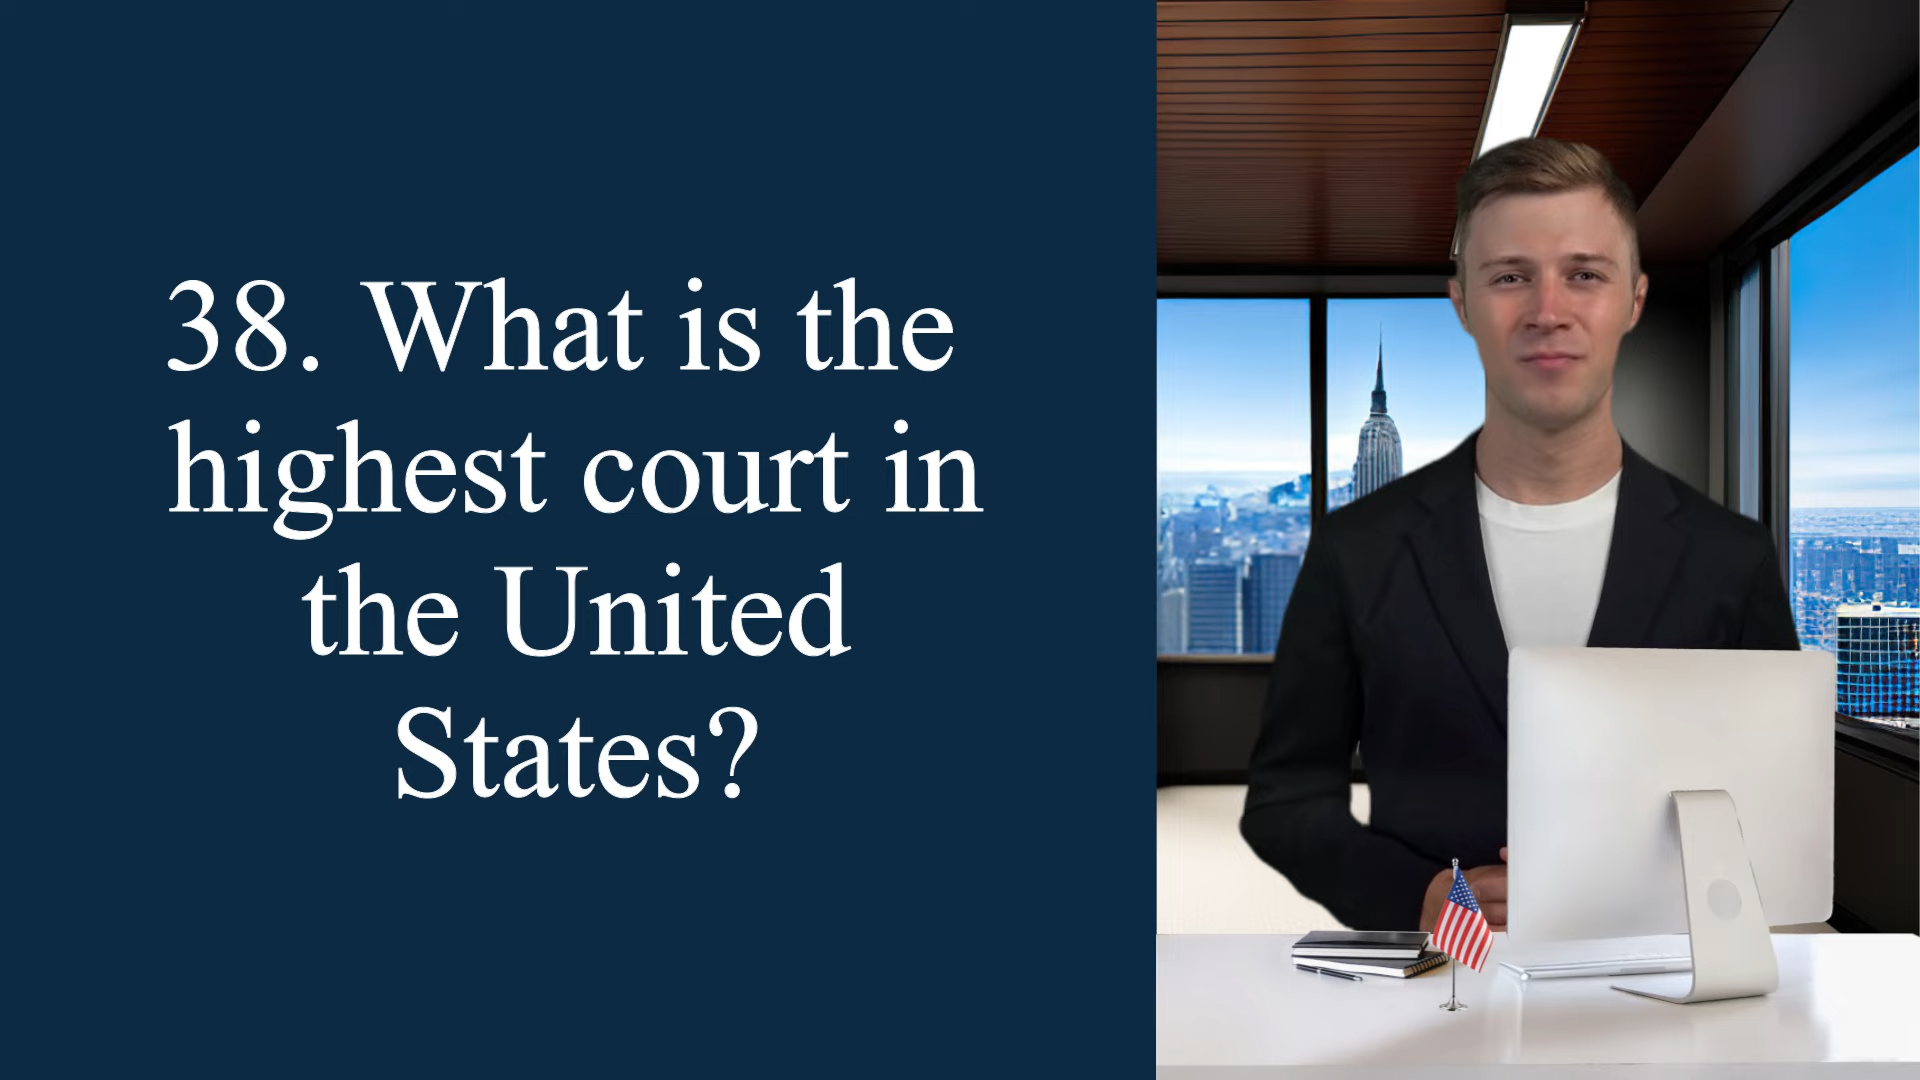 38. What is the
highest court in
the United
States?